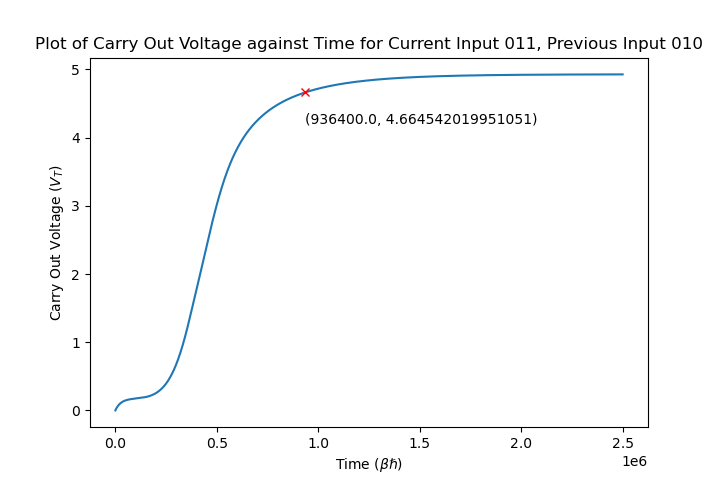 Plot of Carry Out Voltage against Time for Current Input 011, Previous Input 010
5
4
3
2
1
0
Carry Out Voltage (V_T)
(936400.0, 4.664542019951051)
0.0 0.5 1.0 1.5 2.0 2.5
1e6
Time (βℏ)